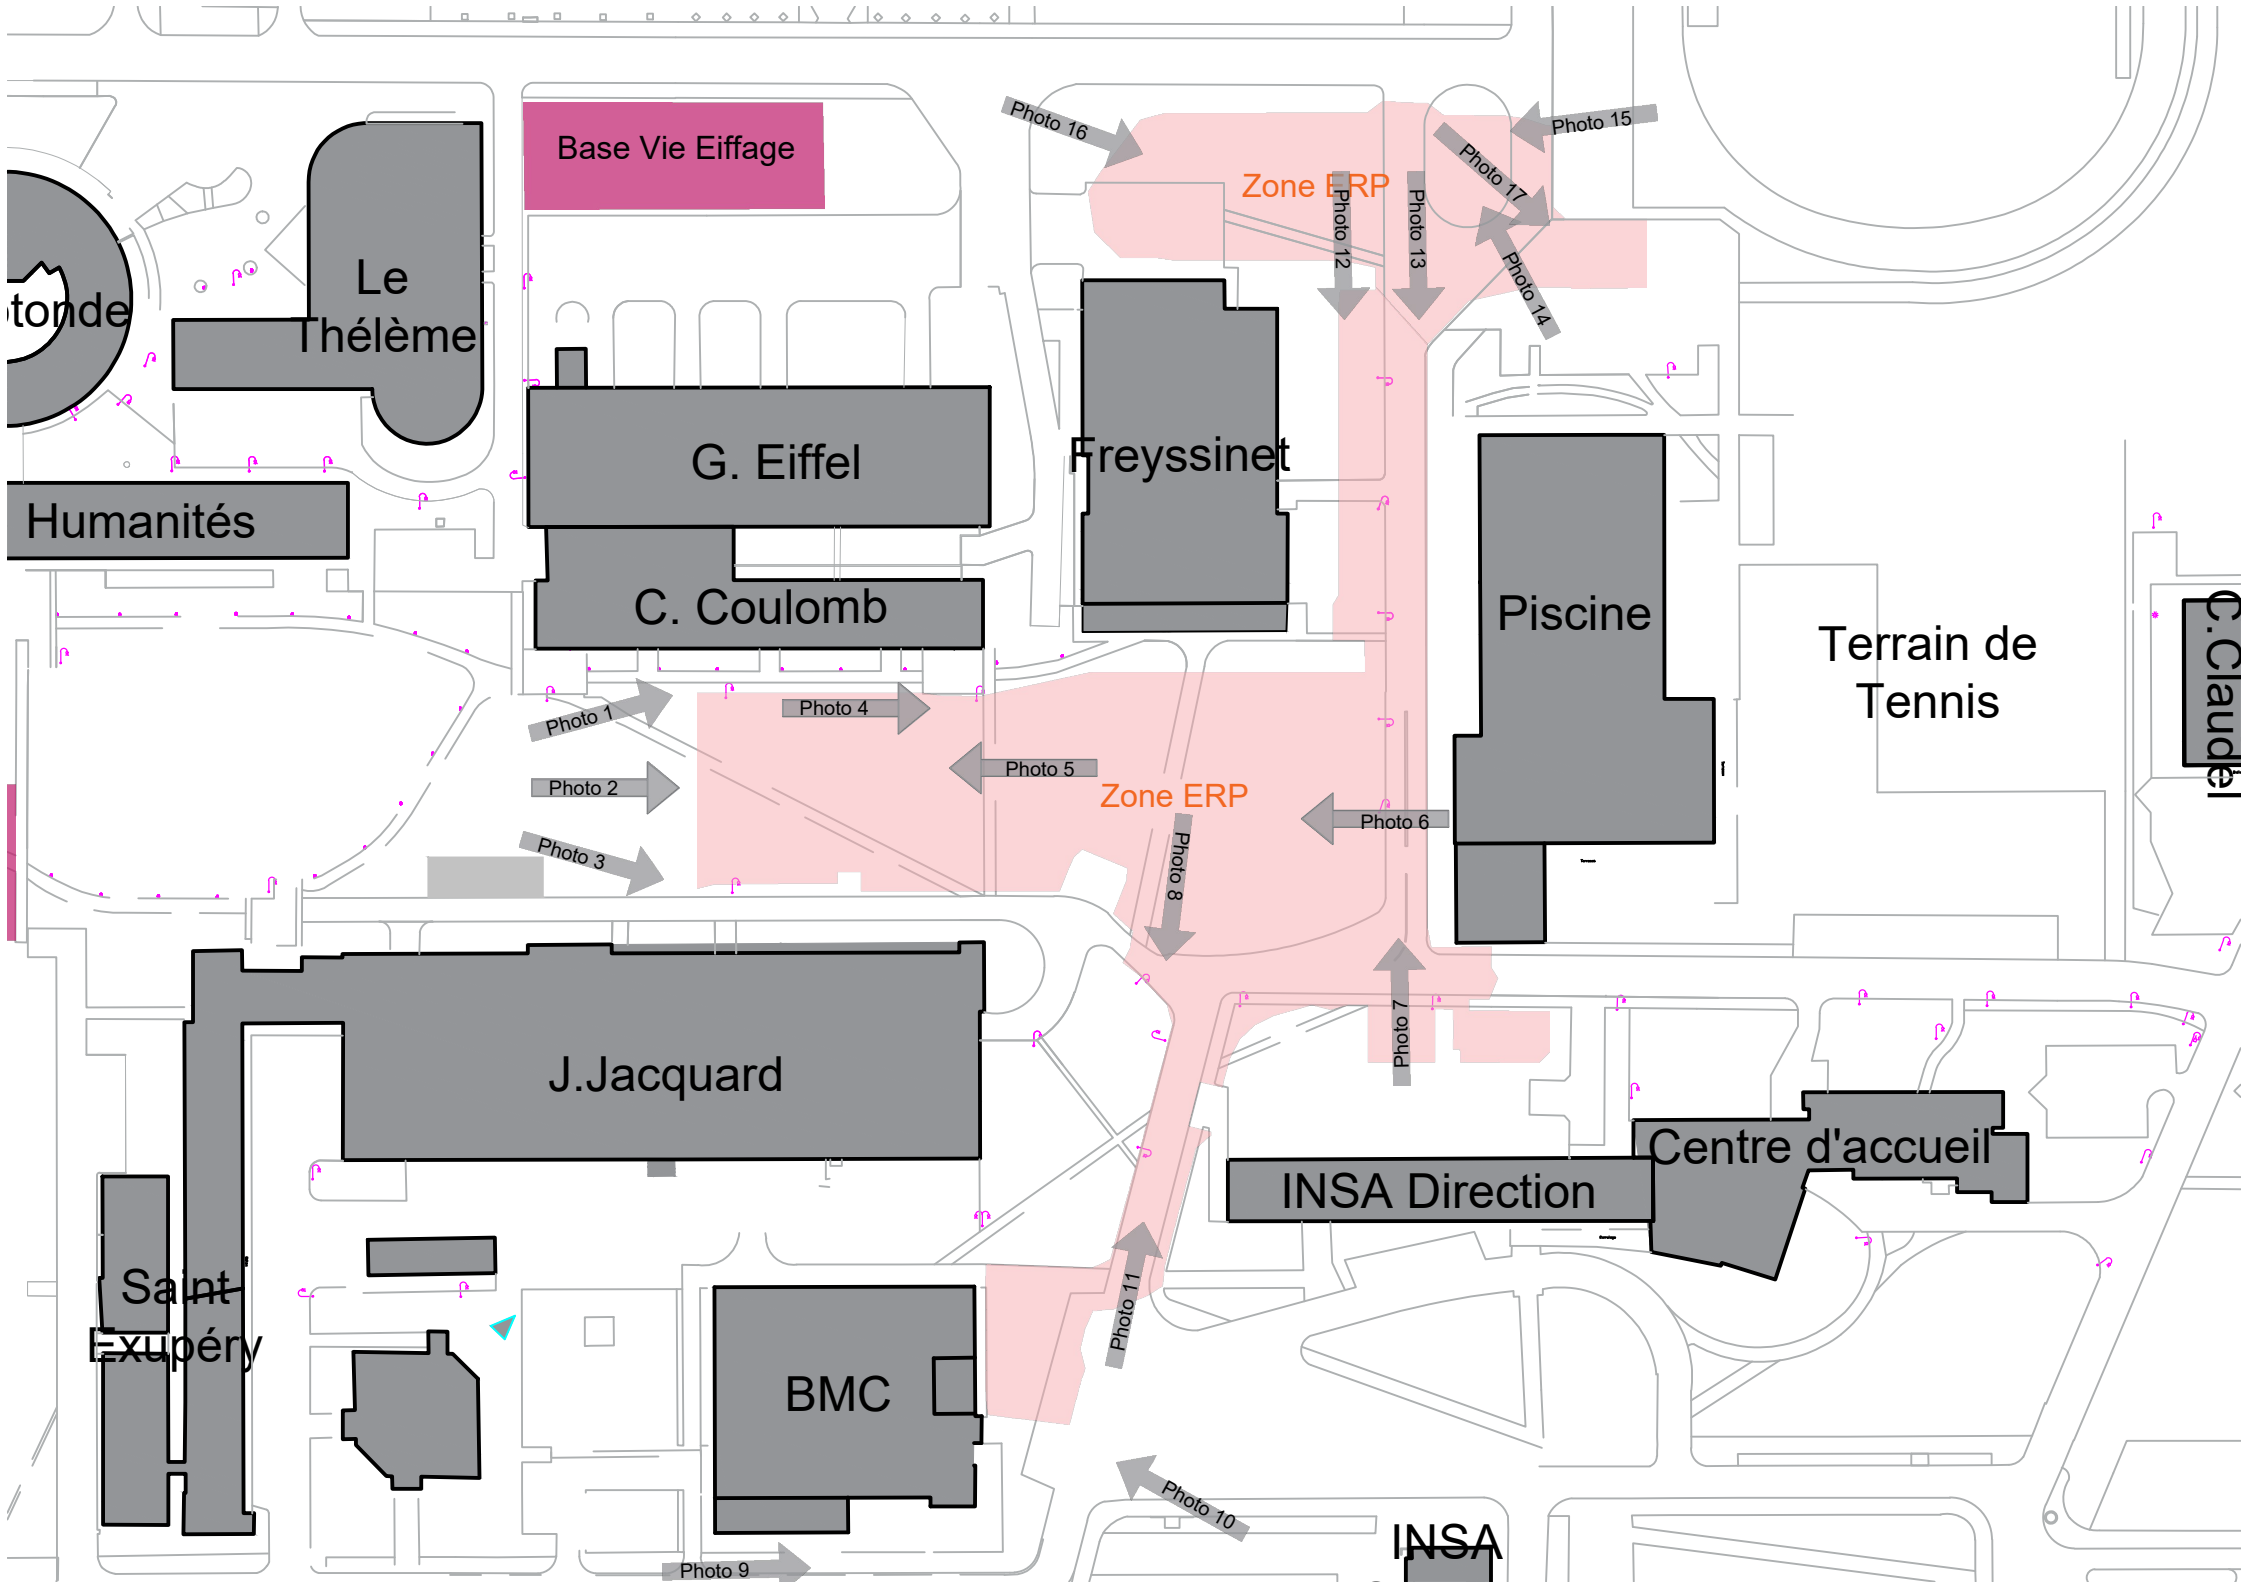 Base Vie Eiffage
Photo 16
Photo 15
Photo 17
Zone ERP
Photo 12
Photo 13
Photo 14
tonde
Le
Thélème
G. Eiffel
Freyssinet
Humanités
C. Coulomb
Piscine
Terrain de
Tennis
C.Claudel
Photo 1
Photo 4
Photo 5
Photo 2
Zone ERP
Photo 6
Photo 3
Photo 8
Photo 7
J.Jacquard
Centre d'accueil
INSA Direction
Saint
Exupéry
Photo 11
BMC
Photo 10
INSA
Photo 9